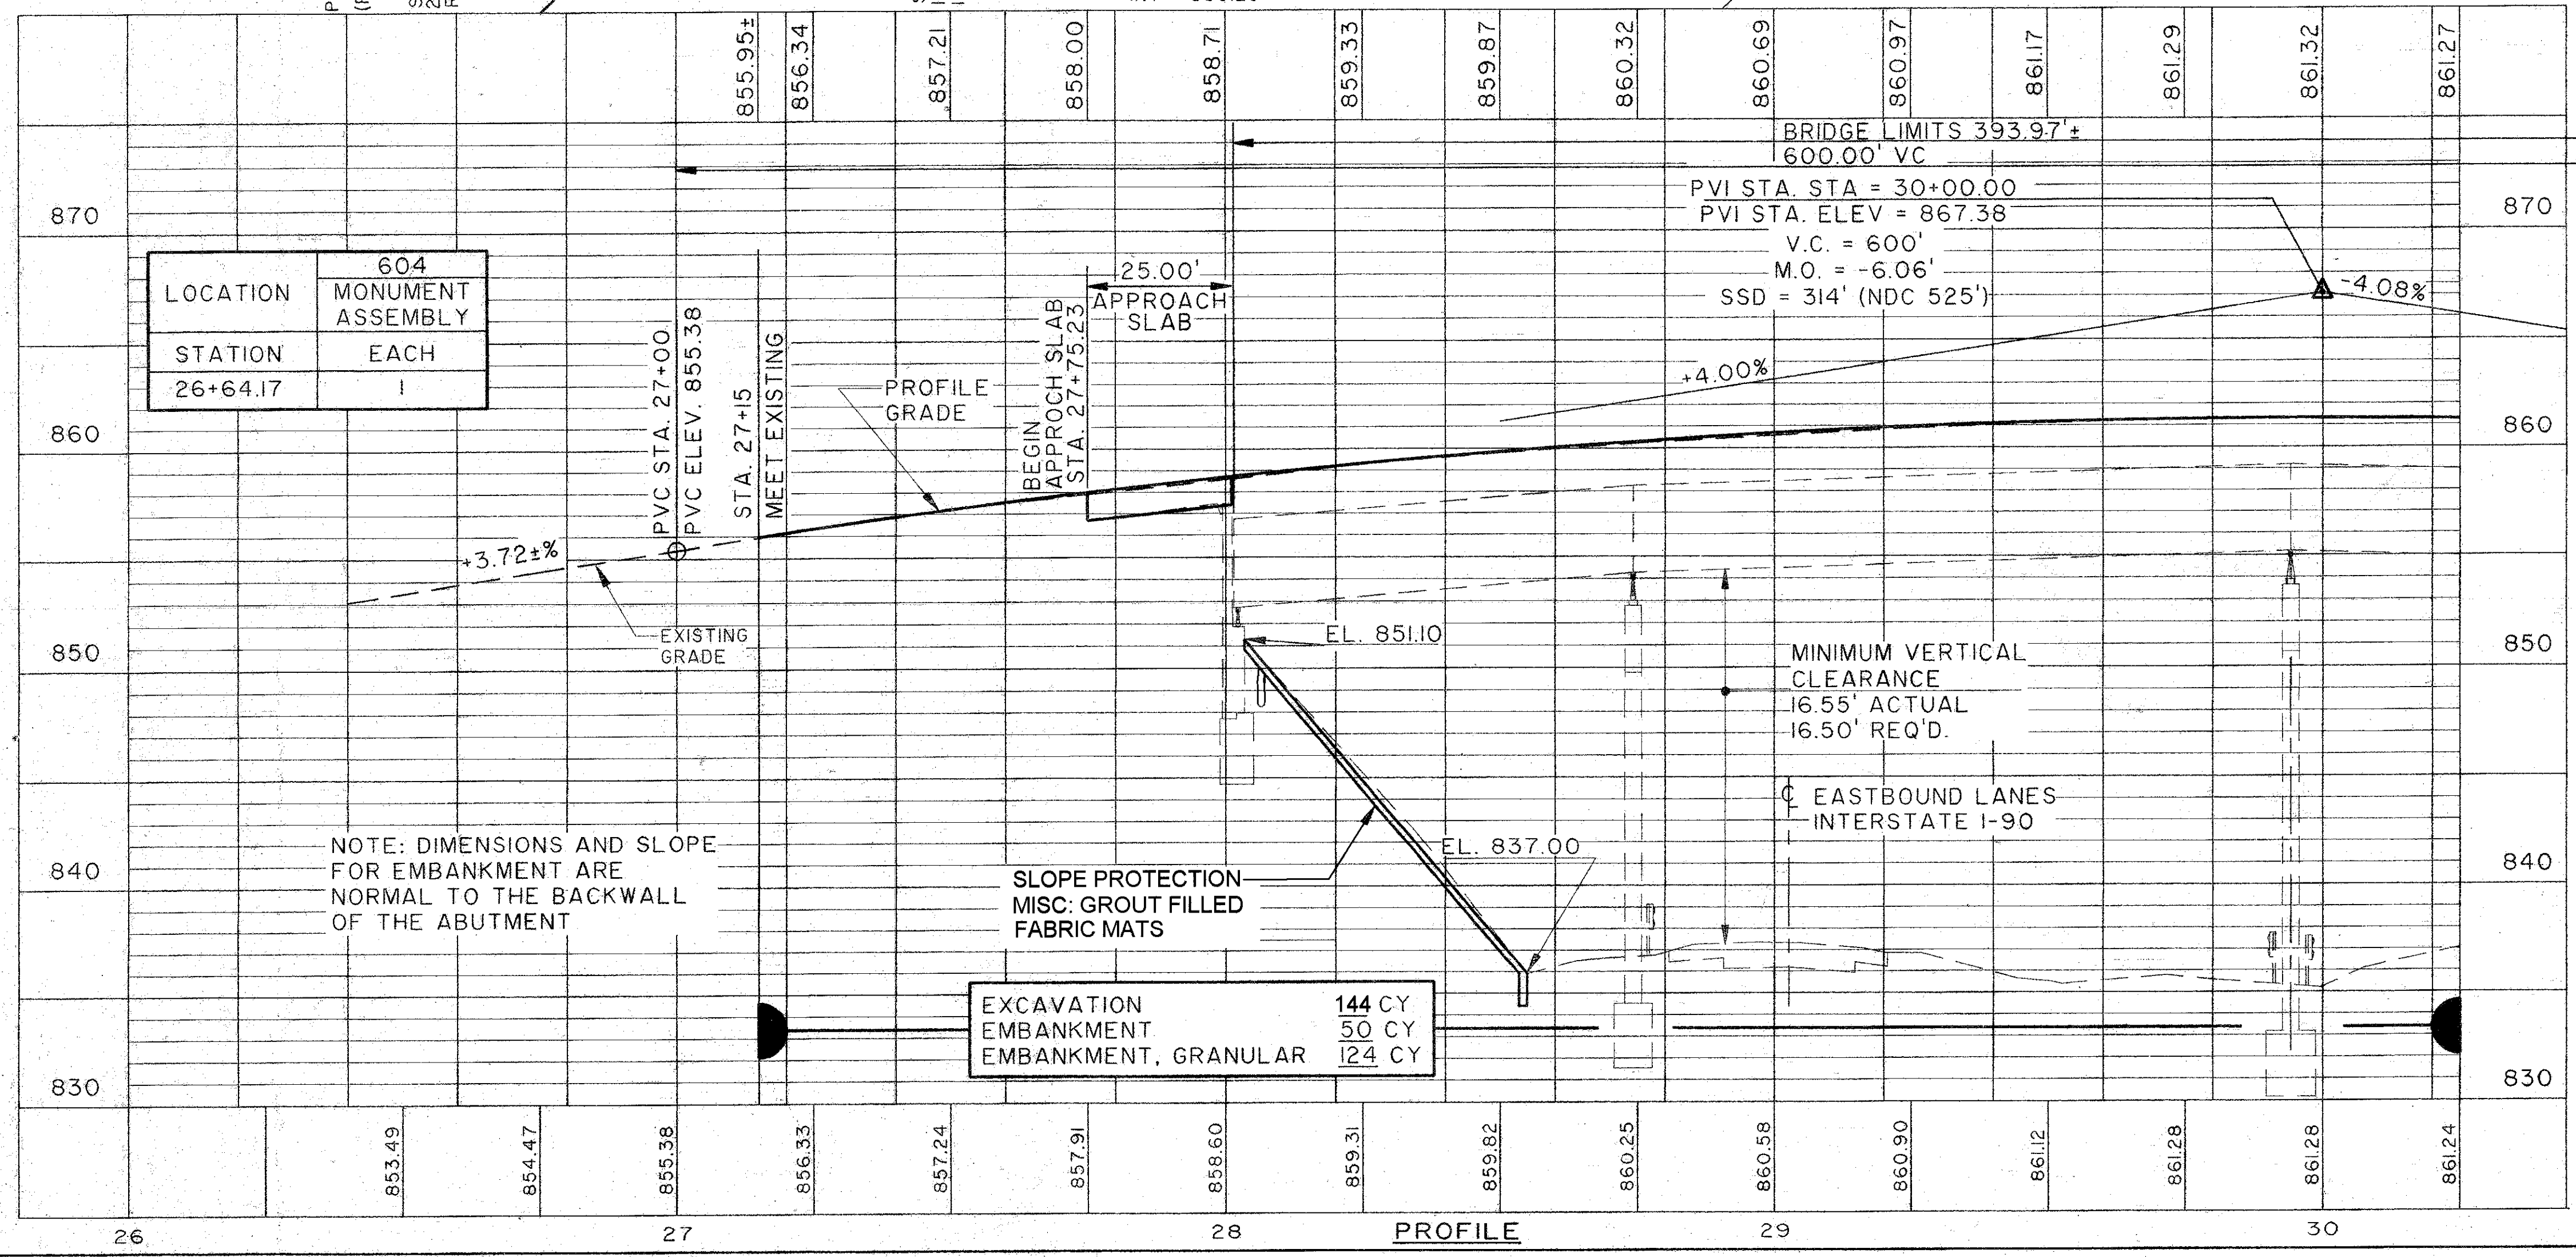 855.95±
856.34
857.21
858.00
858.71
859.33
859.87
860.32
860.69
860.97
861.17
861.29
861.32
861.27
BRIDGE LIMITS 393.97'±
600.00' VC
PVI STA. STA = 30+00.00
PVI STA. ELEV = 867.38
V.C. = 600'
M.O. = -6.06'
SSD = 314' (NDC 525')
870
870
LOCATION
604
MONUMENT
ASSEMBLY
STATION
EACH
26+64.17
1
25.00'
APPROACH
SLAB
-4.08%
+4.00%
PVC STA. 27+00
PVC ELEV. 855.38
STA. 27+15
MEET EXISTING
PROFILE
GRADE
BEGIN
APPROCH SLAB
STA. 27+75.23
860
860
+3.72±%
EXISTING
GRADE
EL. 851.10
850
850
MINIMUM VERTICAL
CLEARANCE
16.55' ACTUAL
16.50' REQ'D.
℄ EASTBOUND LANES
INTERSTATE I-90
NOTE: DIMENSIONS AND SLOPE
FOR EMBANKMENT ARE
NORMAL TO THE BACKWALL
OF THE ABUTMENT
EL. 837.00
840
840
SLOPE PROTECTION
MISC: GROUT FILLED
FABRIC MATS
EXCAVATION 144 CY
EMBANKMENT 50 CY
EMBANKMENT, GRANULAR 124 CY
830
830
853.49
854.47
855.38
856.33
857.24
857.91
858.60
859.31
859.82
860.25
860.58
860.90
861.12
861.28
861.28
861.24
26
27
28
PROFILE
29
30